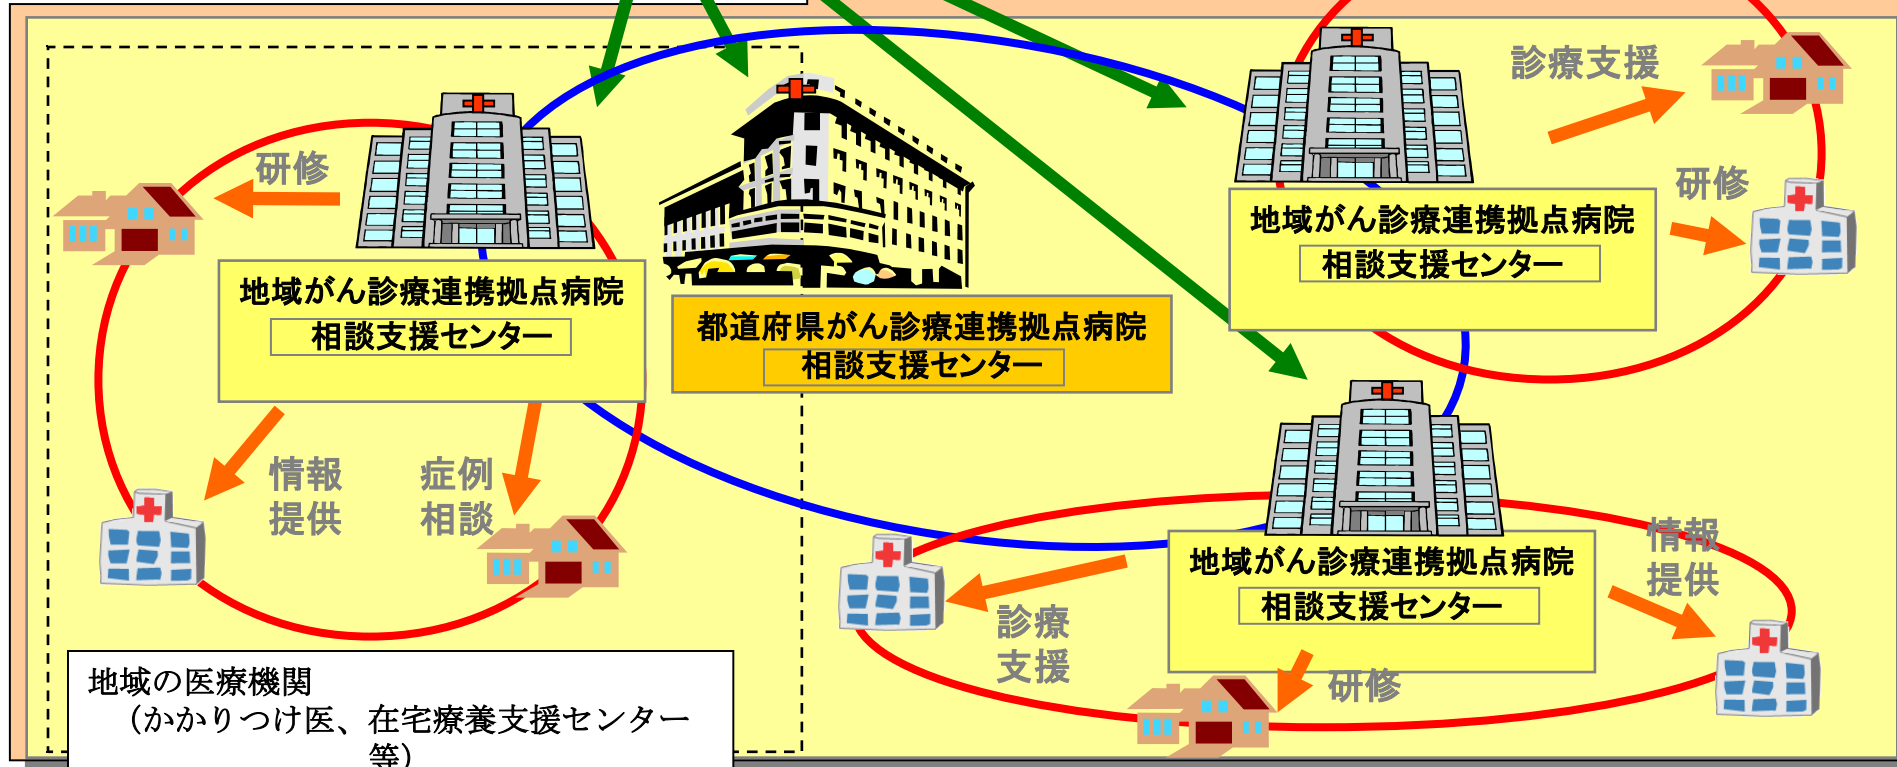 診療支援
研修
研修
地域がん診療連携拠点病院
相談支援センター
地域がん診療連携拠点病院
相談支援センター
都道府県がん診療連携拠点病院
相談支援センター
情報
提供
症例
相談
情報
提供
地域がん診療連携拠点病院
相談支援センター
診療
支援
研修
地域の医療機関
（かかりつけ医、在宅療養支援センター
等）